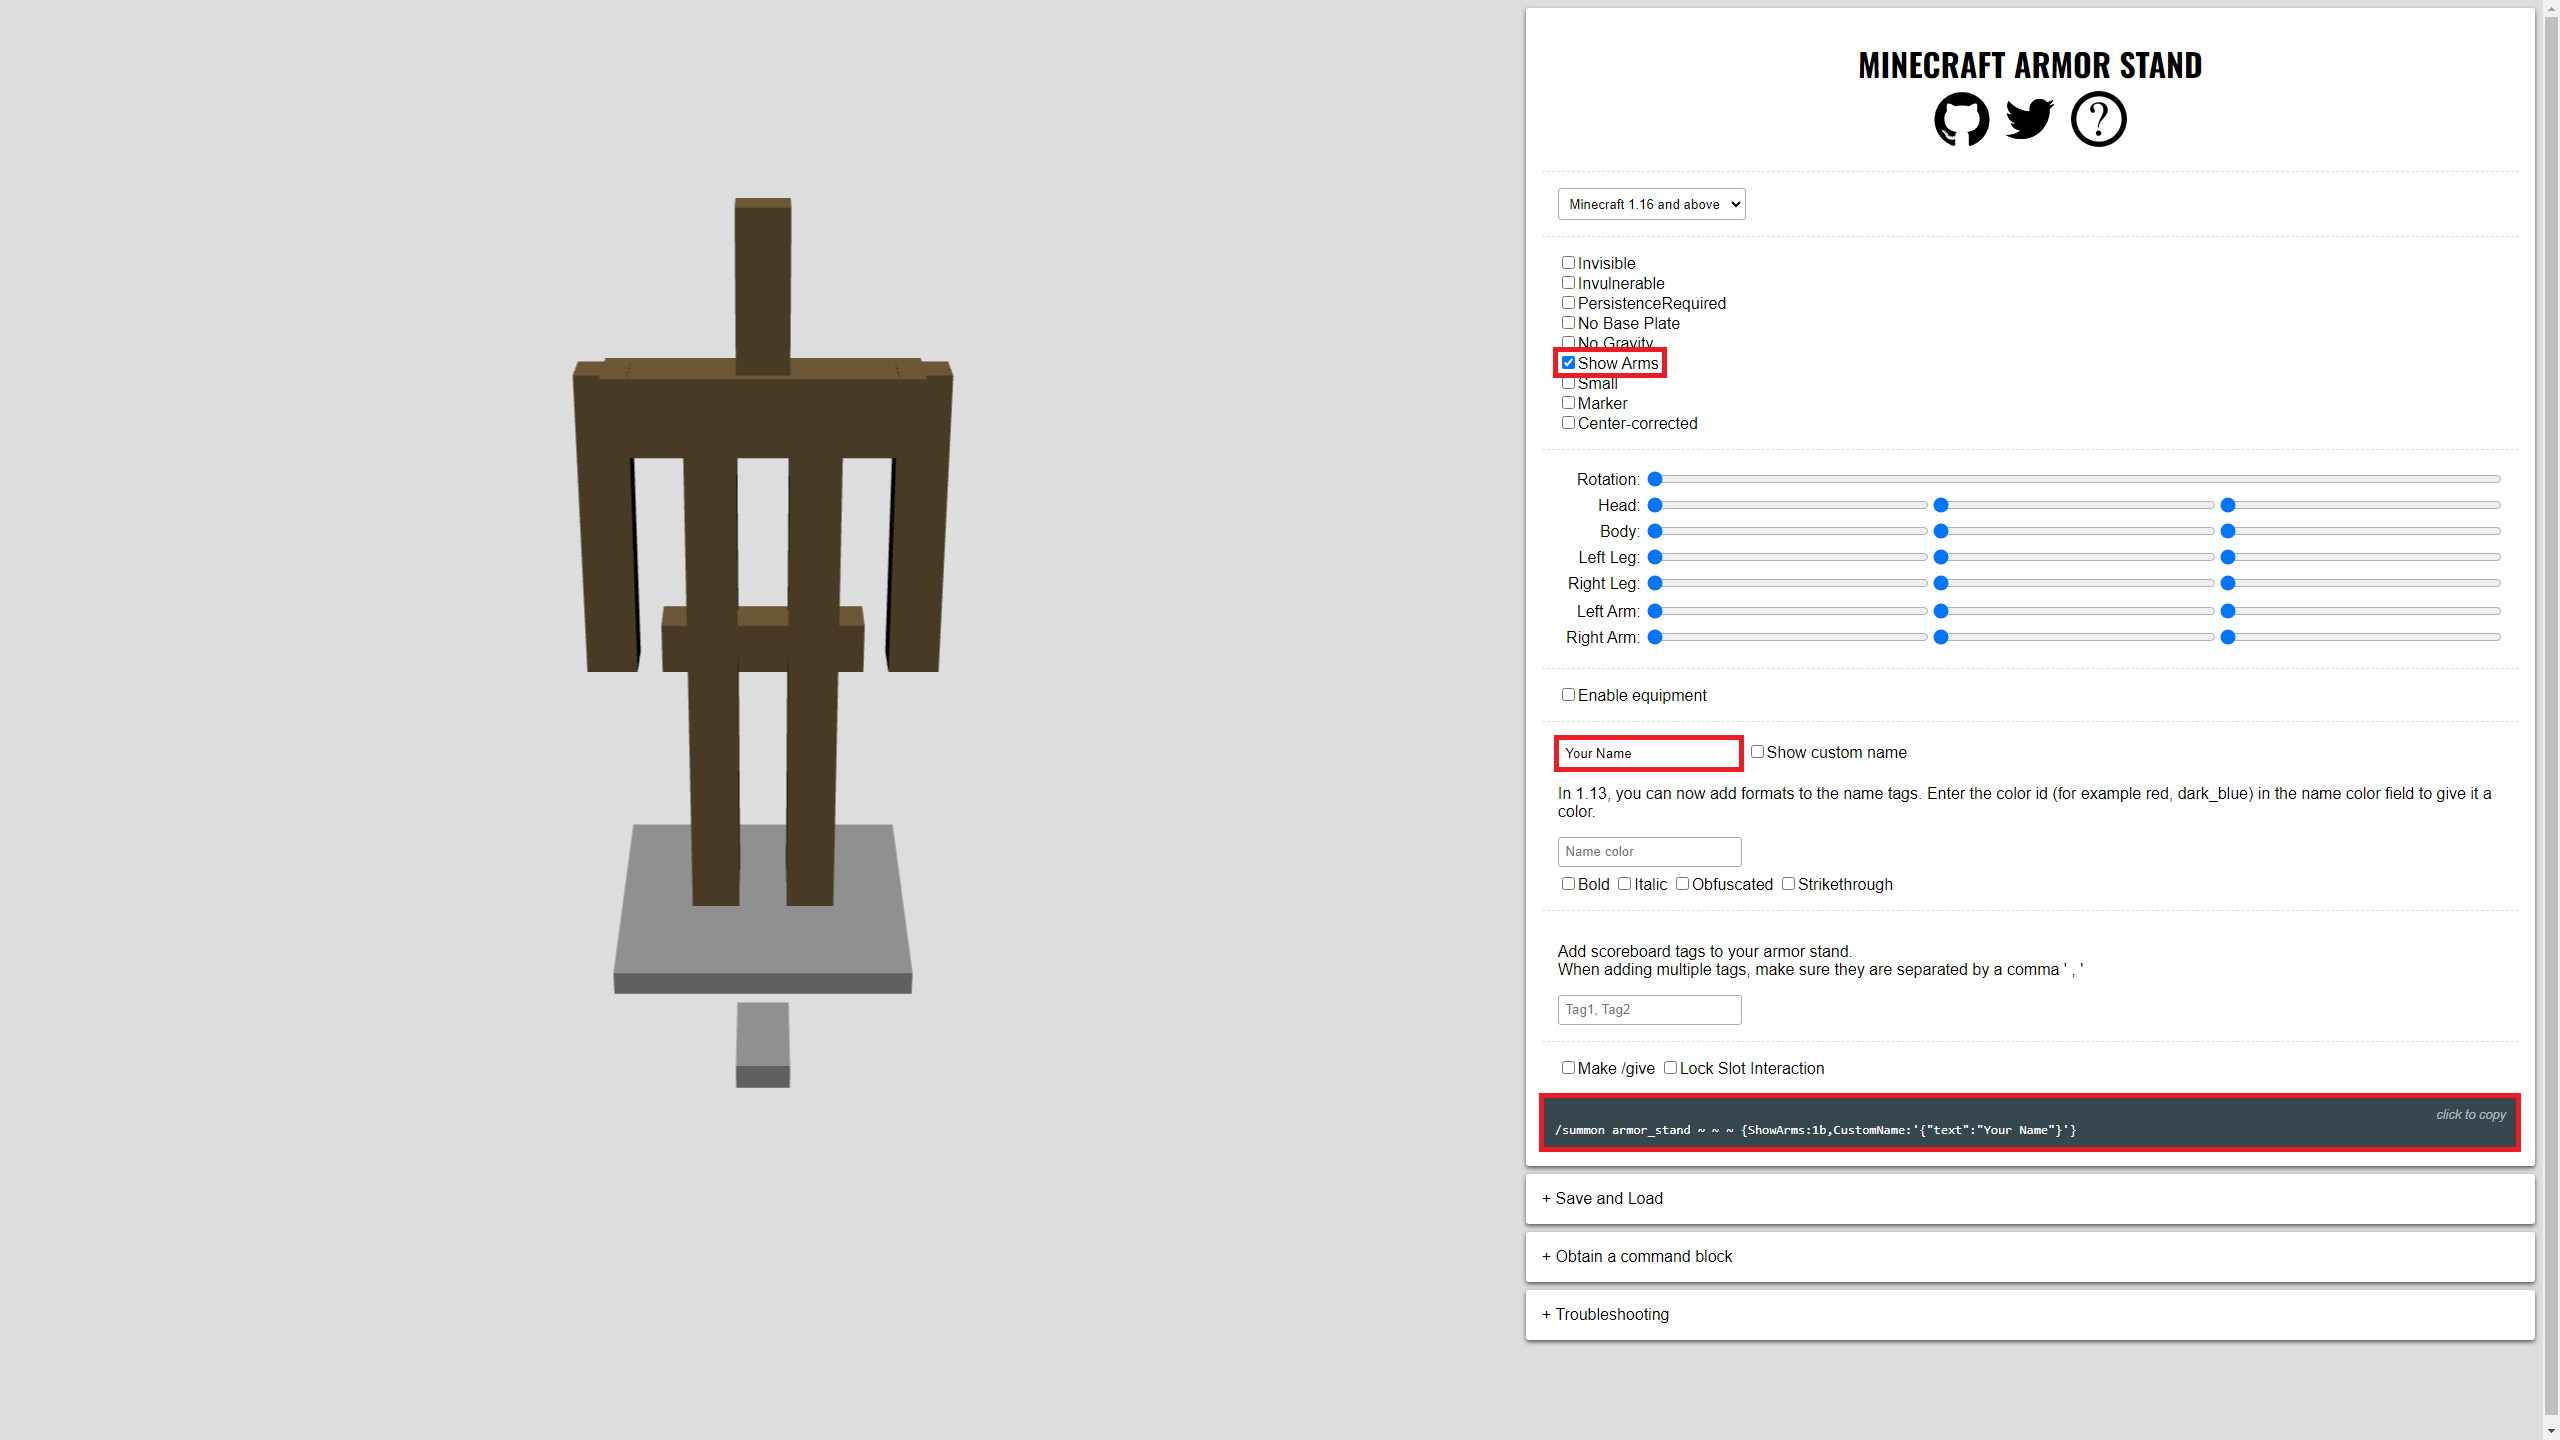 MINECRAFT ARMOR STAND
?
Minecraft 1.16 and above
Invisible
Invulnerable
PersistenceRequired
No Base Plate
No Gravity
Show Arms
Small
Marker
Center-corrected
Rotation:
Head:
Body:
Left Leg:
Right Leg:
Left Arm:
Right Arm:
Enable equipment
Your Name Show custom name
In 1.13, you can now add formats to the name tags. Enter the color id (for example red, dark_blue) in the name color field to give it a
color.
Name color
Bold Italic Obfuscated Strikethrough
Add scoreboard tags to your armor stand.
When adding multiple tags, make sure they are separated by a comma ' , '
Tag1, Tag2
Make /give Lock Slot Interaction
click to copy
/summon armor_stand ~ ~ ~ {ShowArms:1b,CustomName:'{"text":"Your Name"}'}
+ Save and Load
+ Obtain a command block
+ Troubleshooting